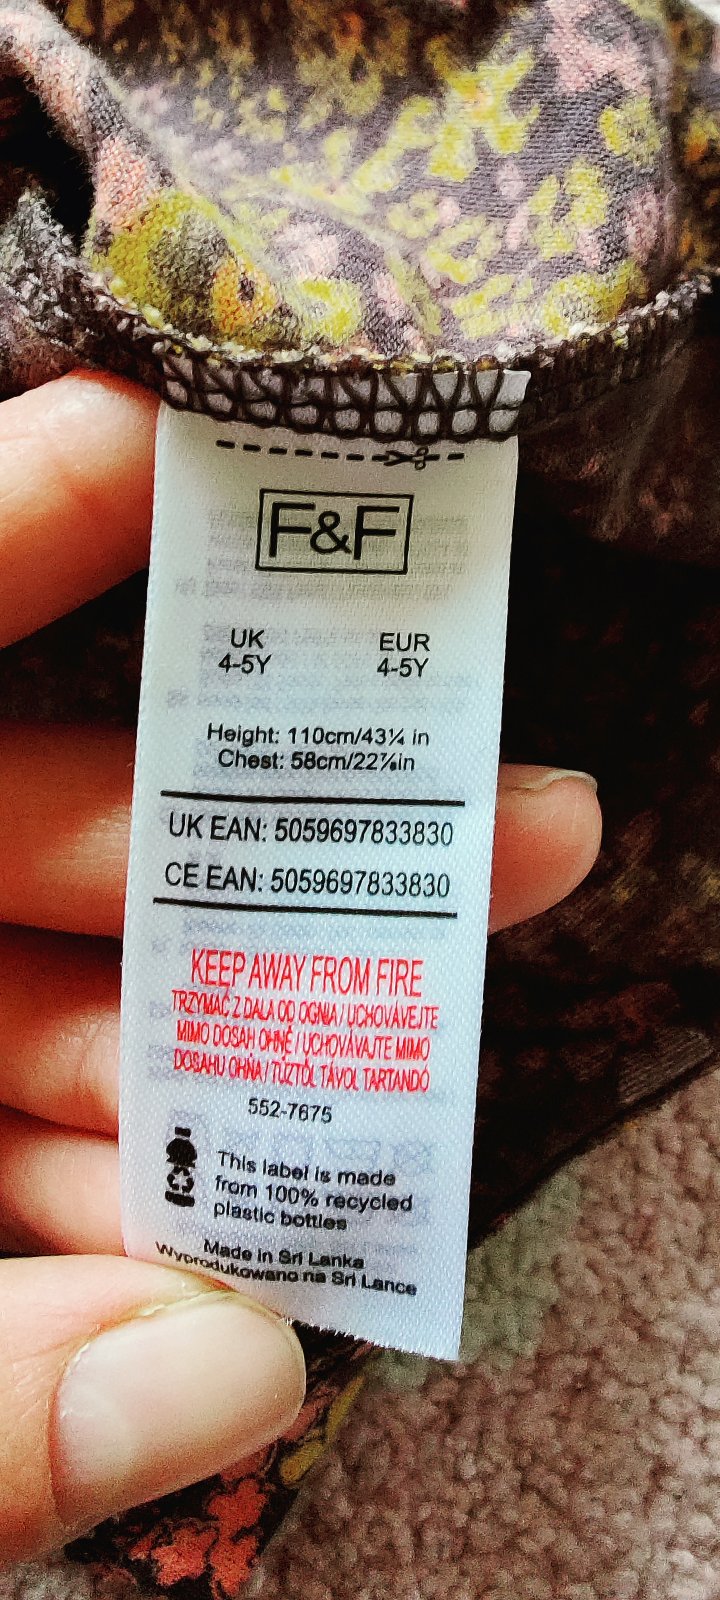 F&F
UK EUR
4-5Y 4-5Y
Height: 110cm/43¼ in
Chest: 58cm/22⅞in
UK EAN: 5059697833830
CE EAN: 5059697833830
KEEP AWAY FROM FIRE
TRZYMAĆ Z DALA OD OGNIA / UCHOVÁVEJTE
MIMO DOSAH OHNĚ / UCHOVÁVAJTE MIMO
DOSAHU OHŇA / TŰZTŐL TÁVOL TARTANDÓ
552-7675
This label is made
from 100% recycled
plastic bottles
Made in Sri Lanka
Wyprodukowano na Sri Lance